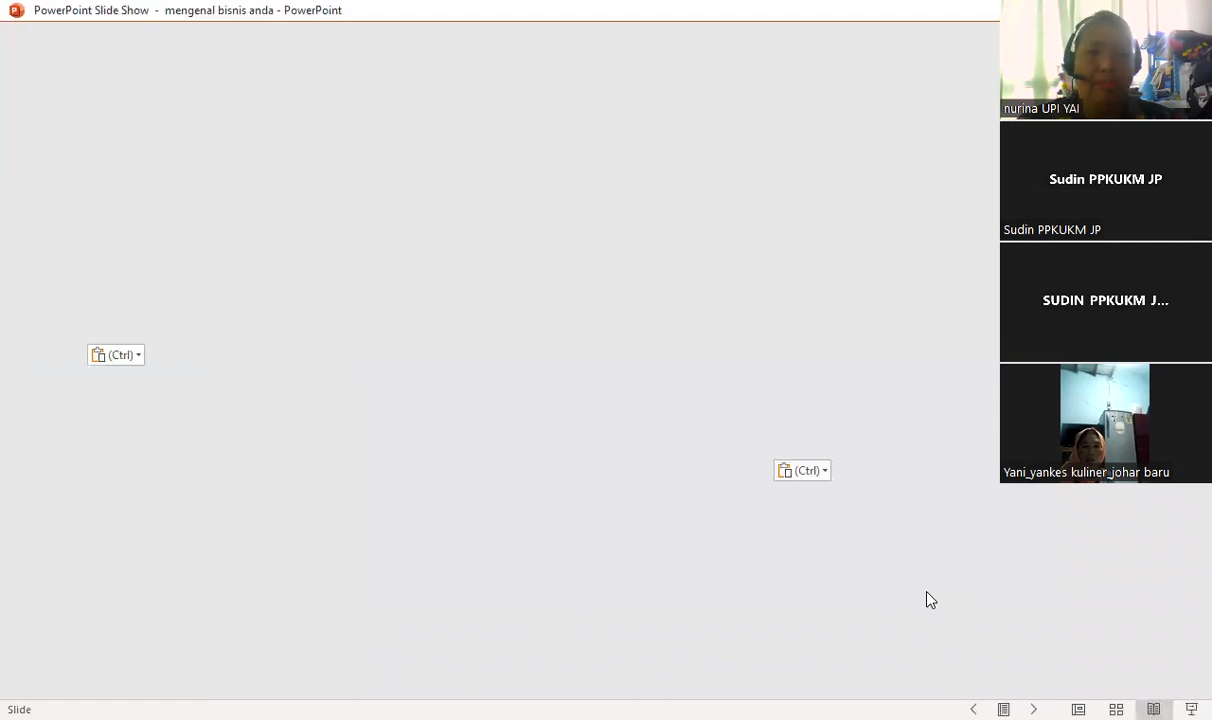 PowerPoint Slide Show - mengenal bisnis anda - PowerPoint
nurina UPI YAI
Sudin PPKUKM JP
Sudin PPKUKM JP
SUDIN PPKUKM J...
(Ctrl)
(Ctrl)
Yani_yankes kuliner_johar baru
Slide